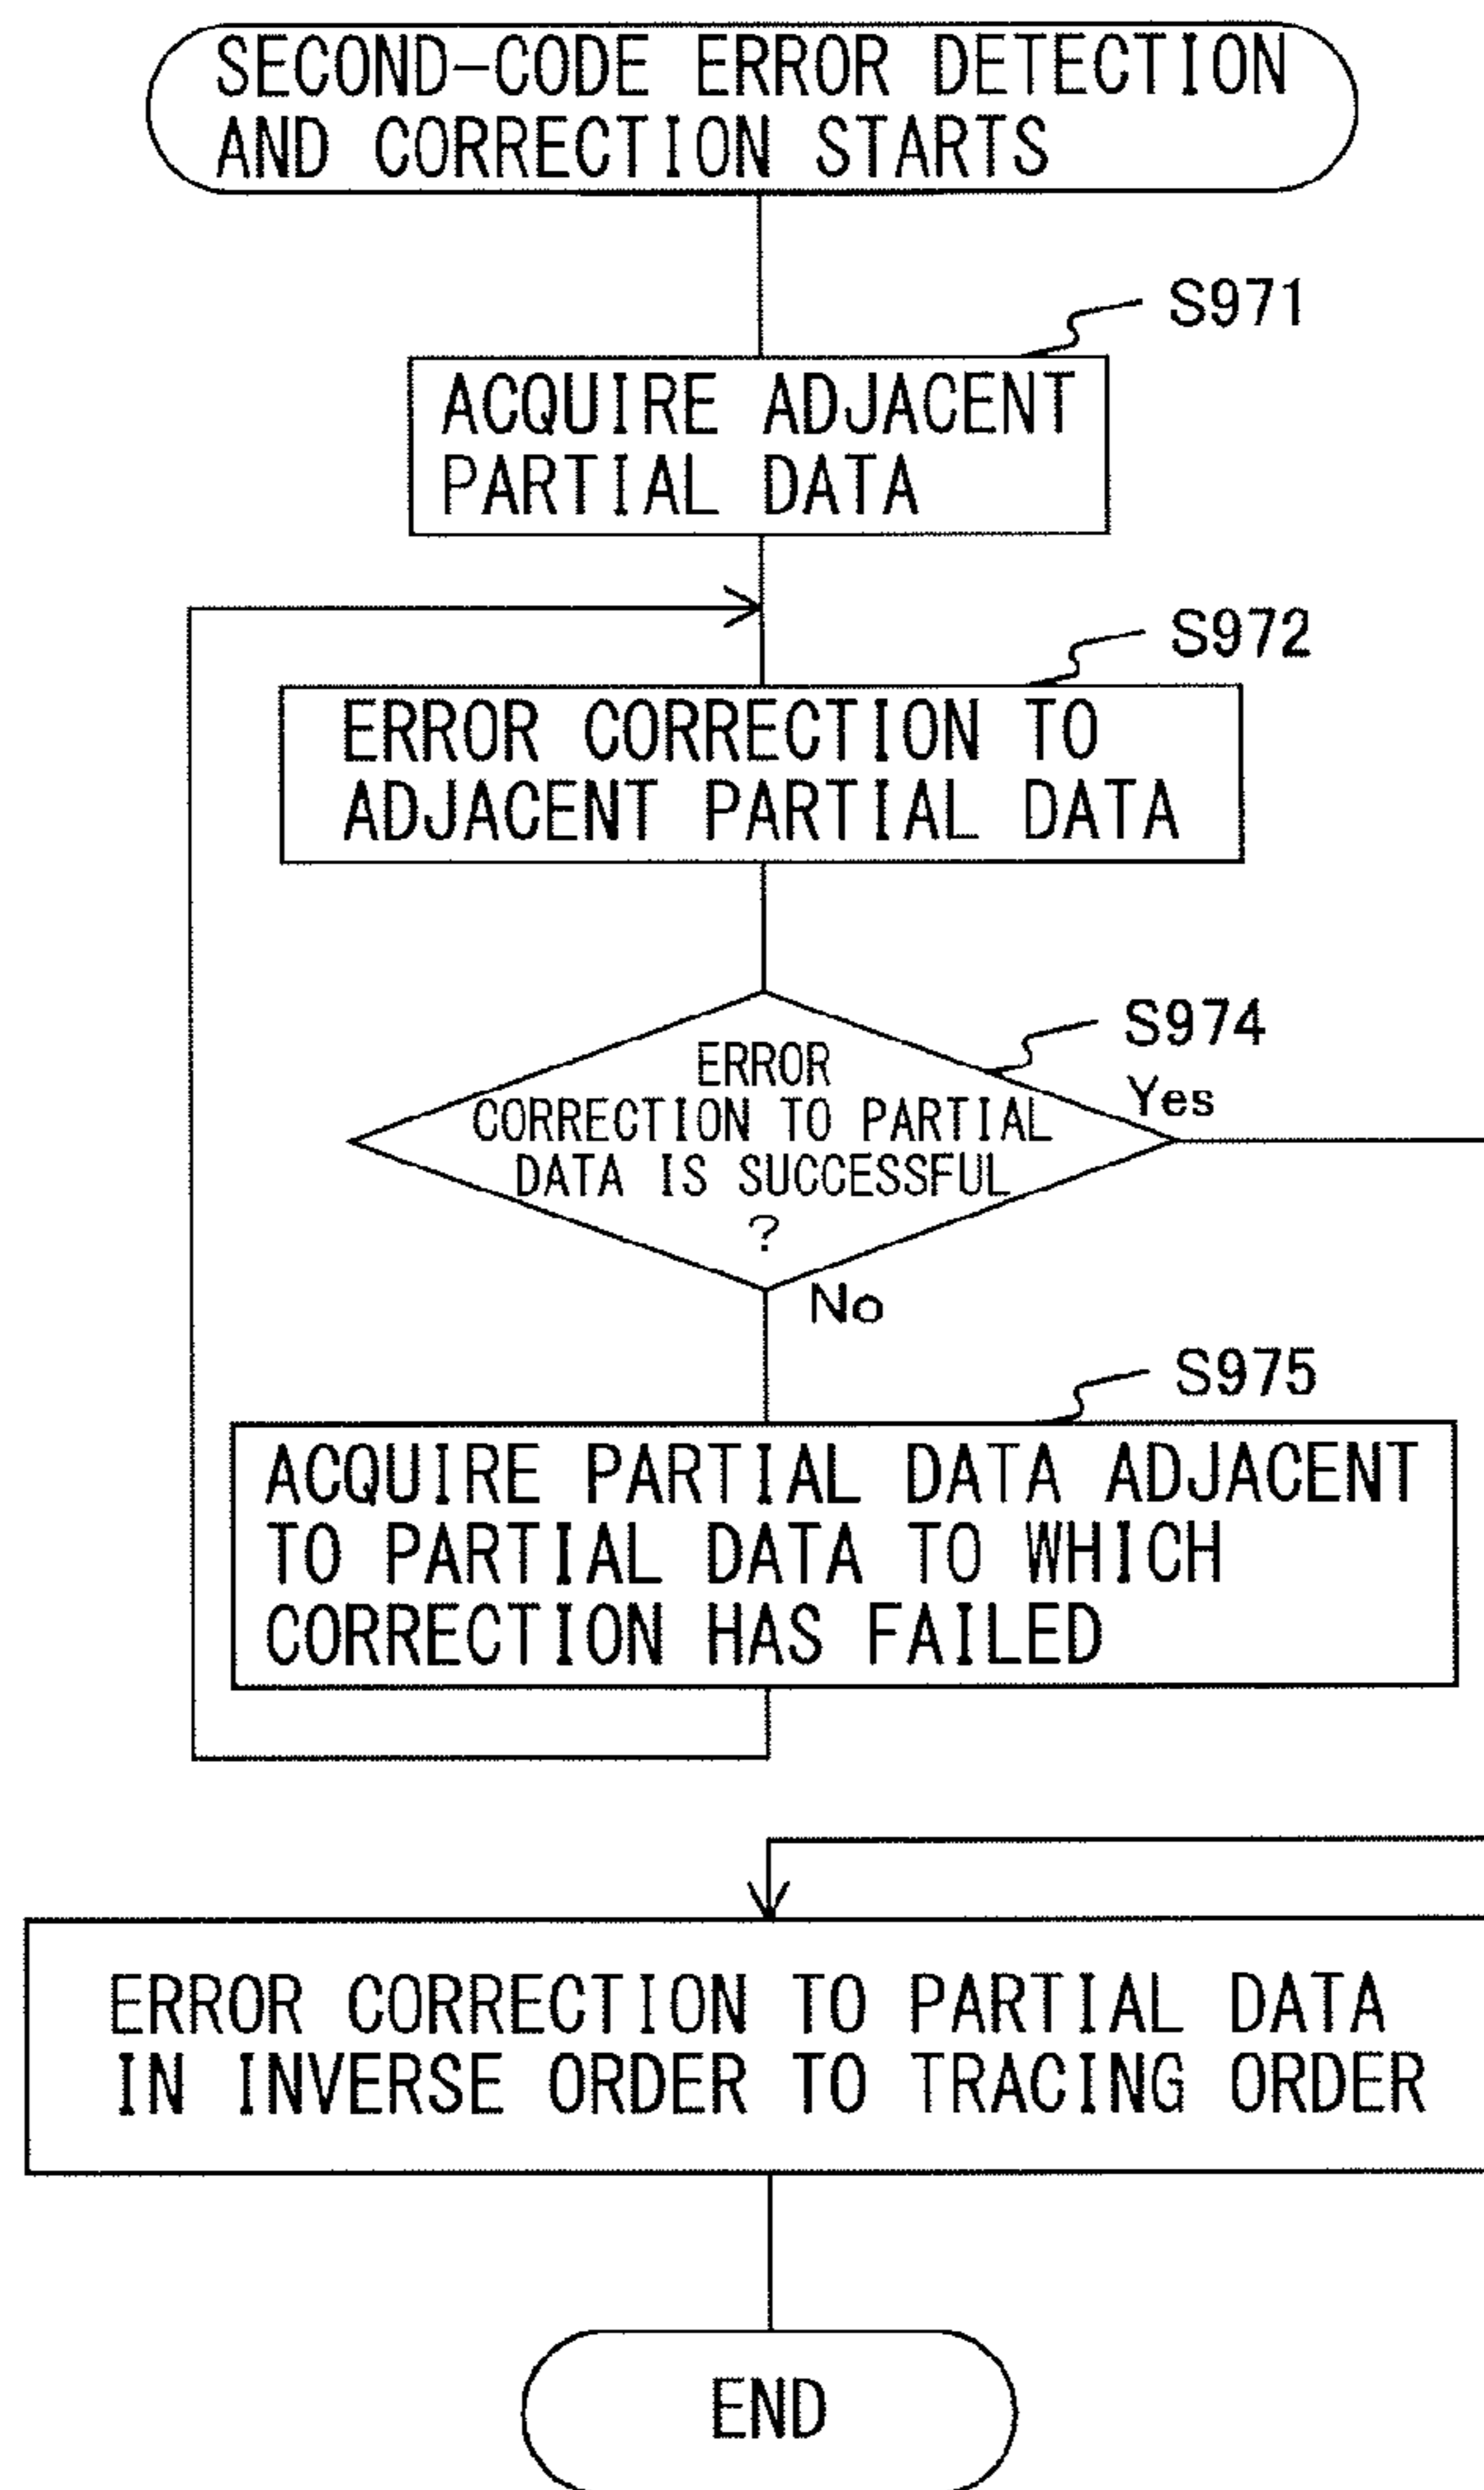 SECOND-CODE ERROR DETECTION
AND CORRECTION STARTS
S971
ACQUIRE ADJACENT
PARTIAL DATA
S972
ERROR CORRECTION TO
ADJACENT PARTIAL DATA
S974
ERROR
CORRECTION TO PARTIAL
DATA IS SUCCESSFUL
?
Yes
No
S975
ACQUIRE PARTIAL DATA ADJACENT
TO PARTIAL DATA TO WHICH
CORRECTION HAS FAILED
ERROR CORRECTION TO PARTIAL DATA
IN INVERSE ORDER TO TRACING ORDER
END